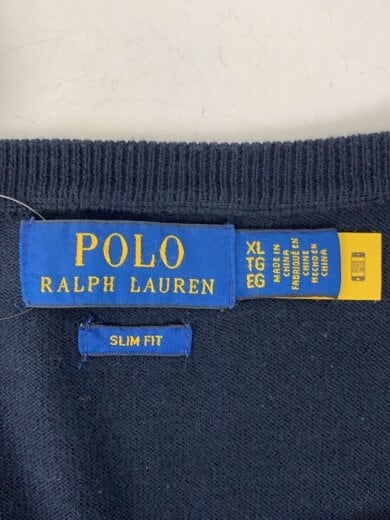 POLO
RALPH LAUREN
SLIM FIT
XL
TG
EG
MADE IN
CHINA
FABRIQUÉ EN
CHINE
HECHO EN
CHINA